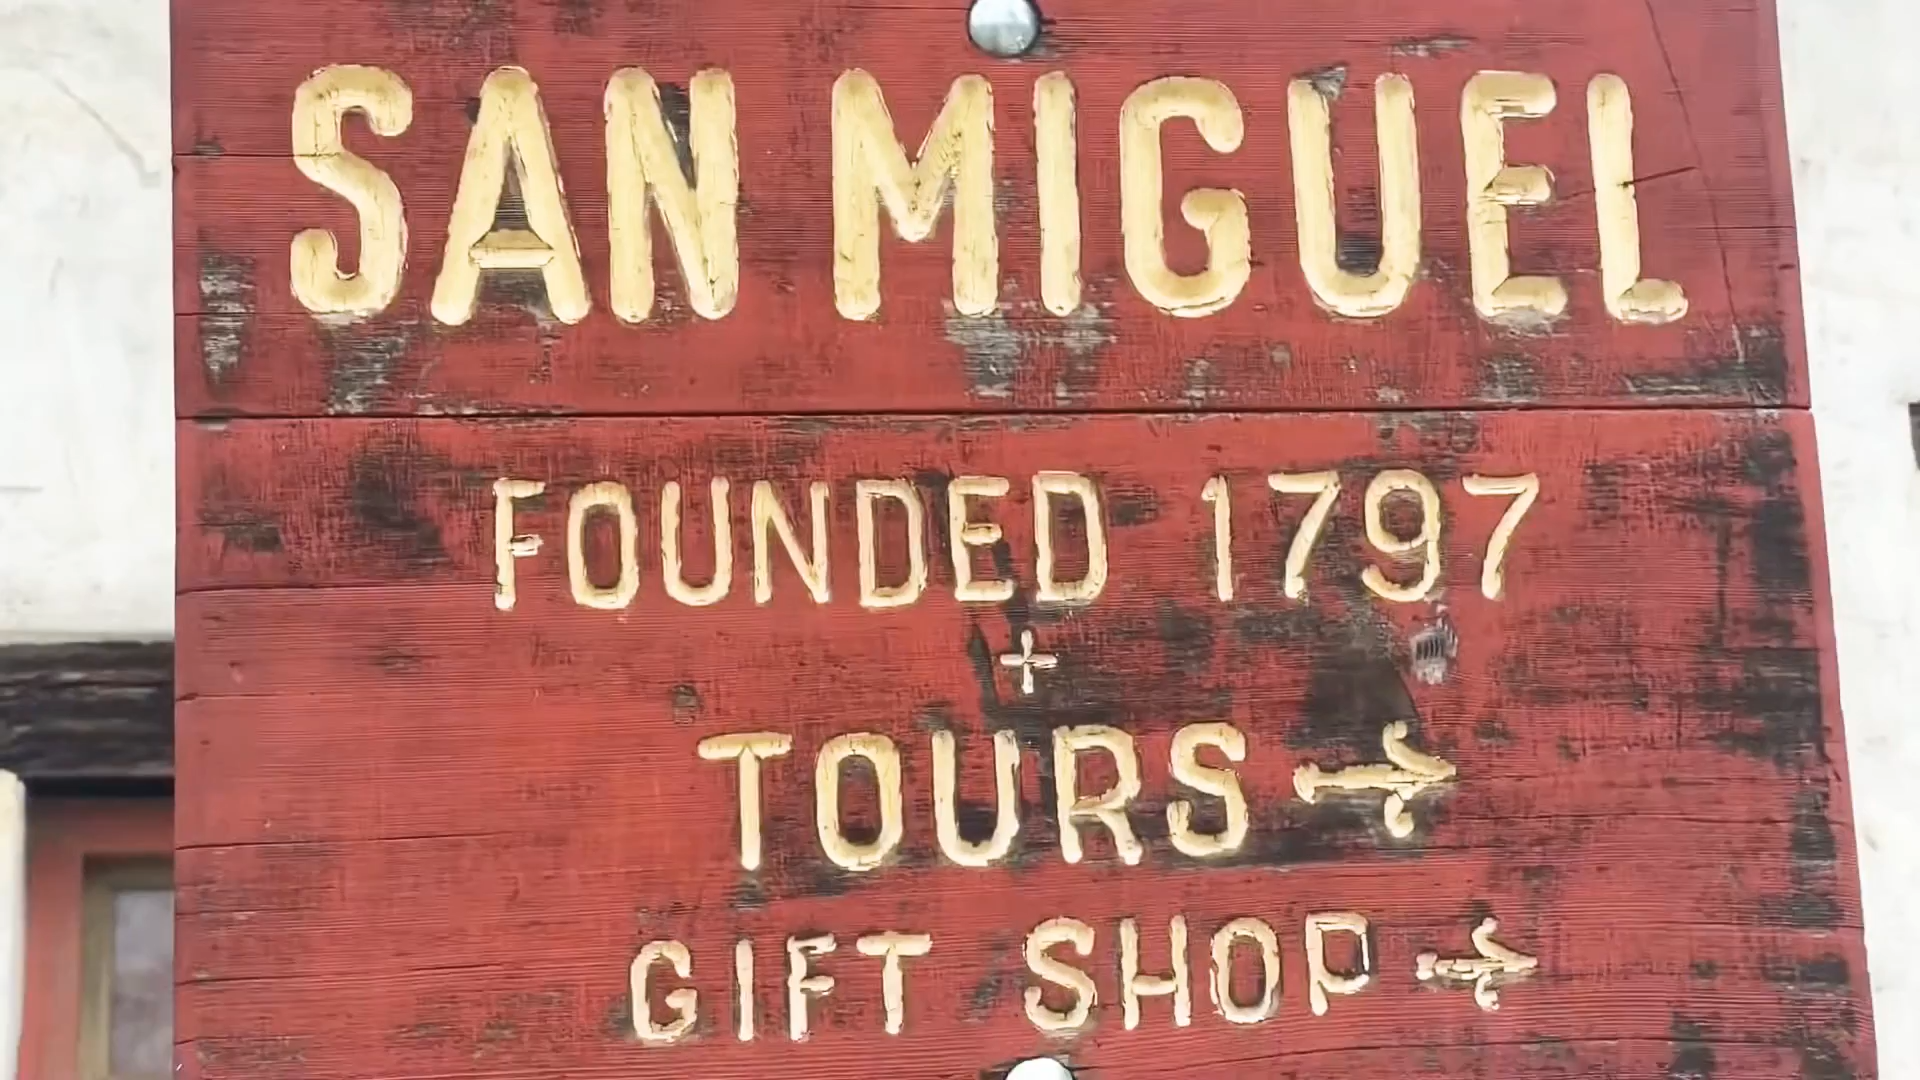 SAN MIGUEL
FOUNDED 1797
+
TOURS →
GIFT SHOP →